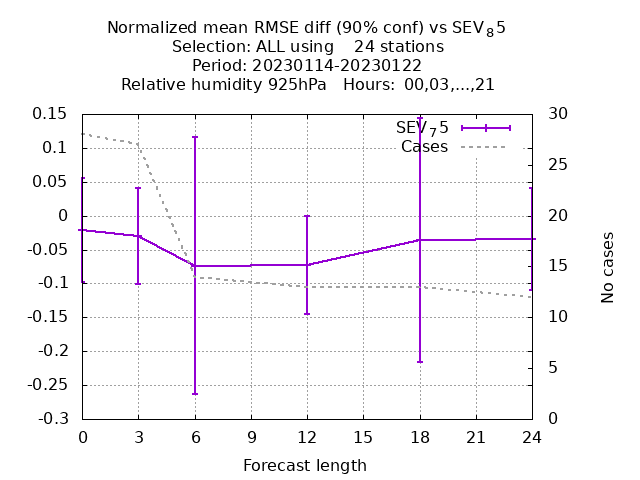 Normalized mean RMSE diff (90% conf) vs SEV₈5
Selection: ALL using    24 stations
Period: 20230114-20230122
Relative humidity 925hPa   Hours:  00,03,...,21
SEV₇5
Cases
0.15
0.1
0.05
0
-0.05
-0.1
-0.15
-0.2
-0.25
-0.3
30
25
20
15
10
5
0
No cases
0 3 6 9 12 15 18 21 24
Forecast length